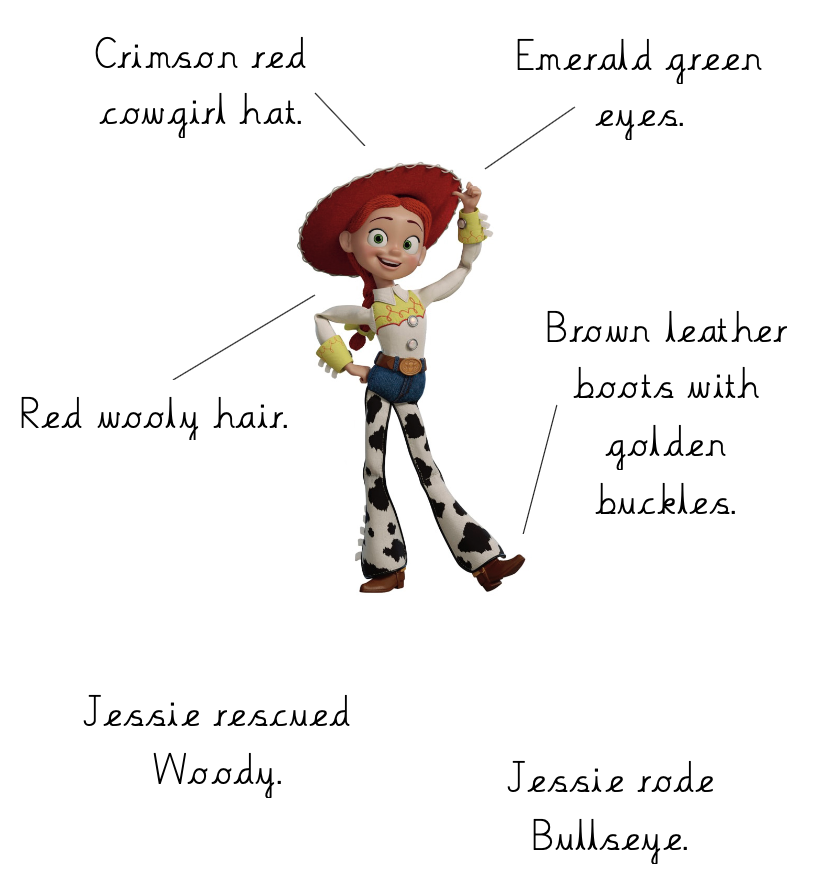 Crimson red
cowgirl hat.
Emerald green
eyes.
Red wooly hair.
Brown leather
boots with
golden
buckles.
Jessie rescued
Woody.
Jessie rode
Bullseye.